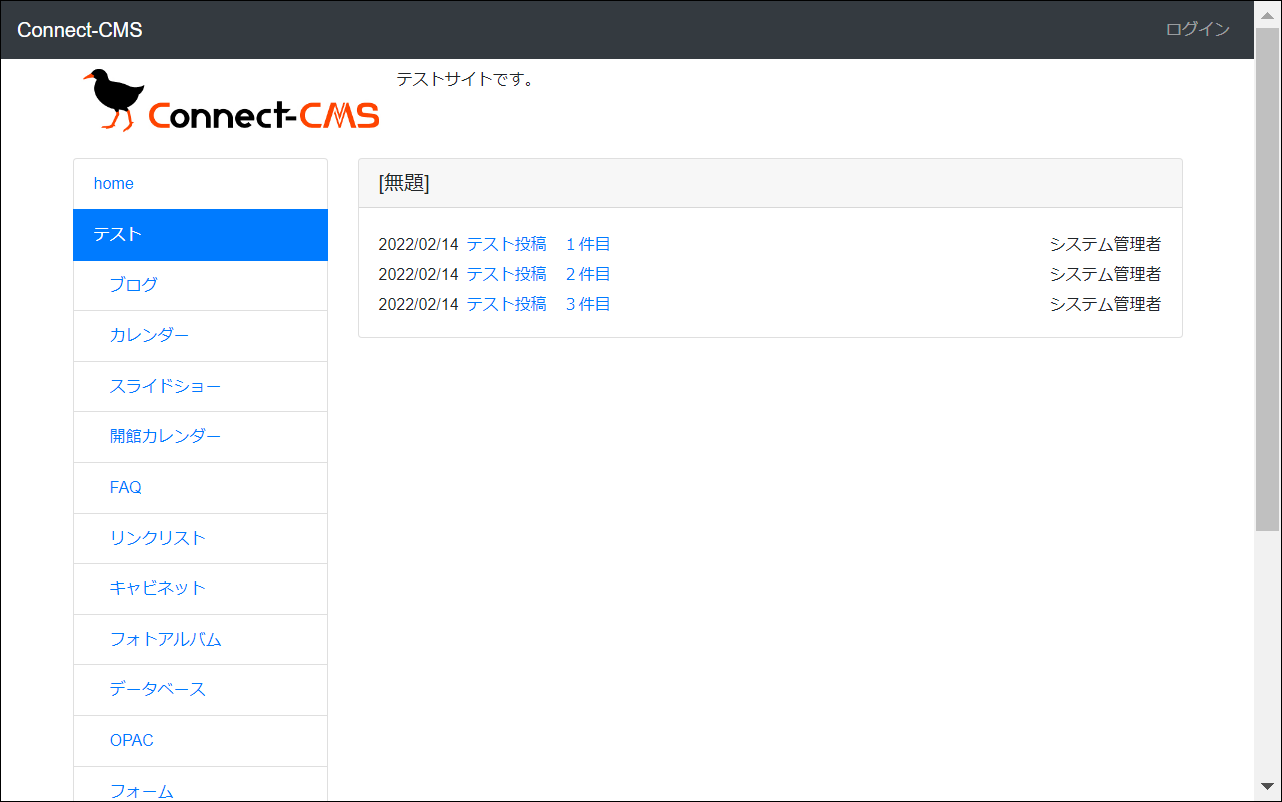 Connect-CMS
ログイン
Connect-CMS
テストサイトです。
home
テスト
ブログ
カレンダー
スライドショー
開館カレンダー
FAQ
リンクリスト
キャビネット
フォトアルバム
データベース
OPAC
フォーム
[無題]
2022/02/14 テスト投稿　1 件目 システム管理者
2022/02/14 テスト投稿　2 件目 システム管理者
2022/02/14 テスト投稿　3 件目 システム管理者